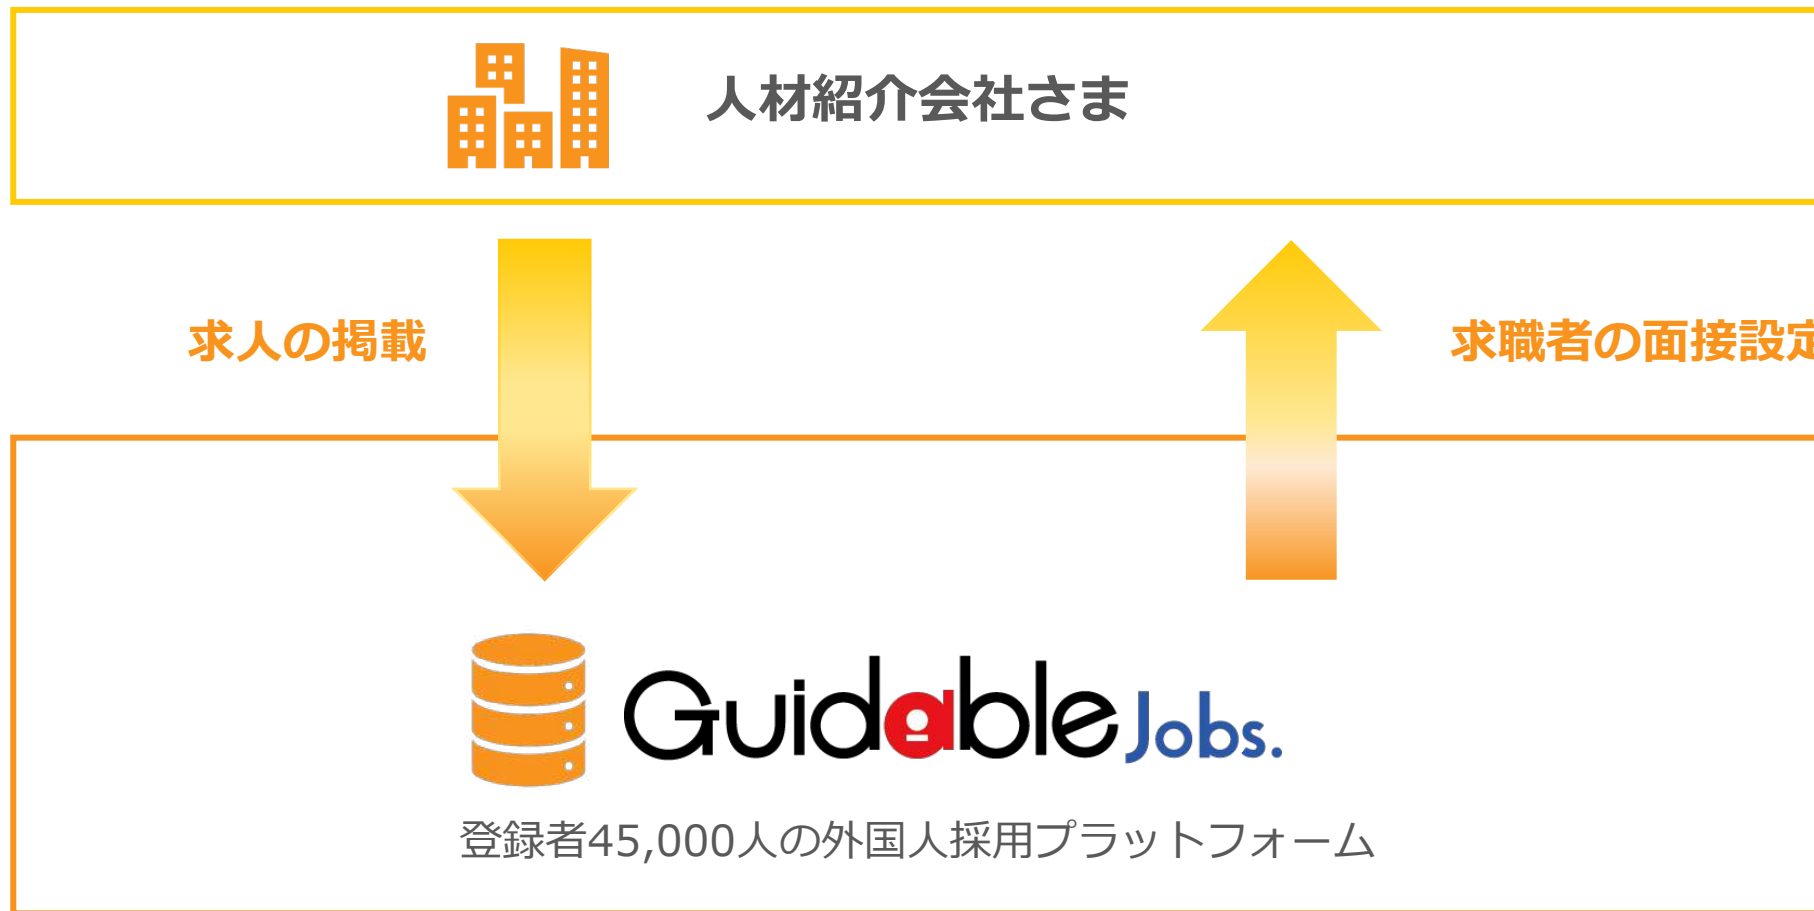 人材紹介会社さま
求人の掲載
求職者の面接設定
Guidable Jobs.
登録者45,000人の外国人採用プラットフォーム